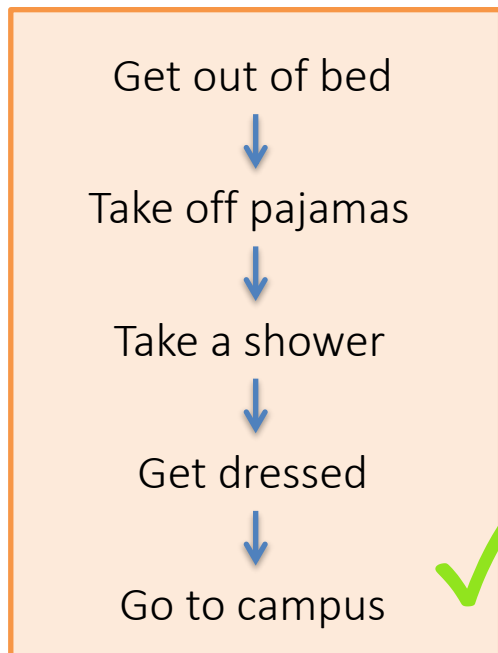 Get out of bed
Take off pajamas
Take a shower
Get dressed
Go to campus